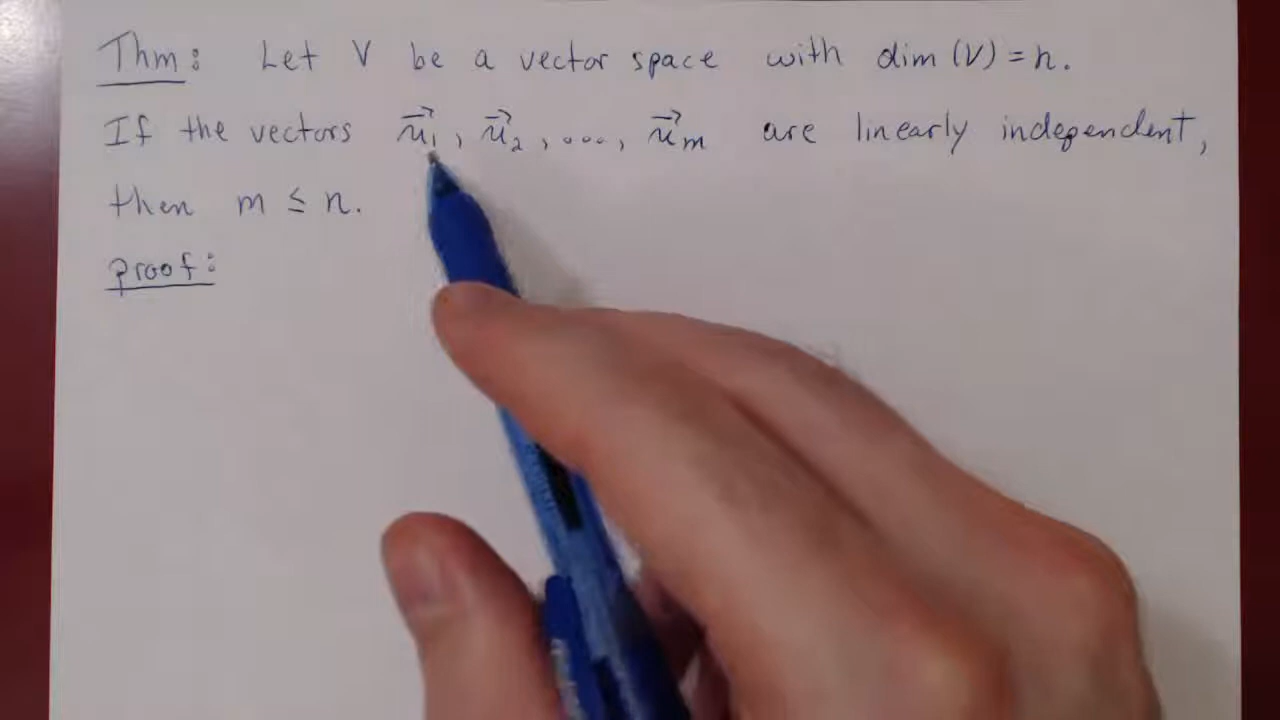 Thm: Let V be a vector space with dim (V) = n.
If the vectors u⃗₁, u⃗₂, ..., u⃗ₘ are linearly independent,
then m ≤ n.
proof: